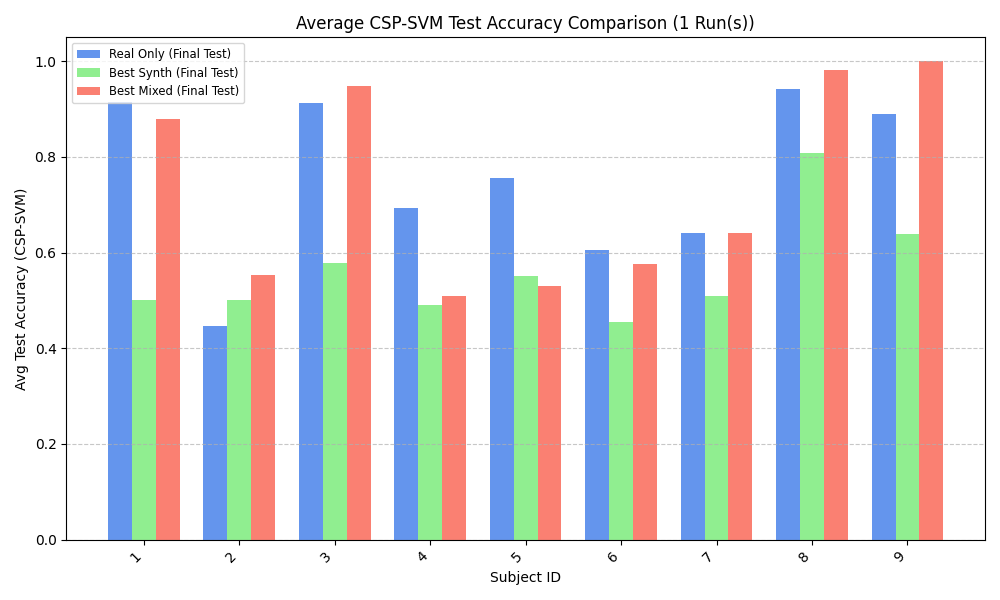 Average CSP-SVM Test Accuracy Comparison (1 Run(s))
Real Only (Final Test)
Best Synth (Final Test)
Best Mixed (Final Test)
Avg Test Accuracy (CSP-SVM)
1.0
0.8
0.6
0.4
0.2
0.0
1 2 3 4 5 6 7 8 9
Subject ID